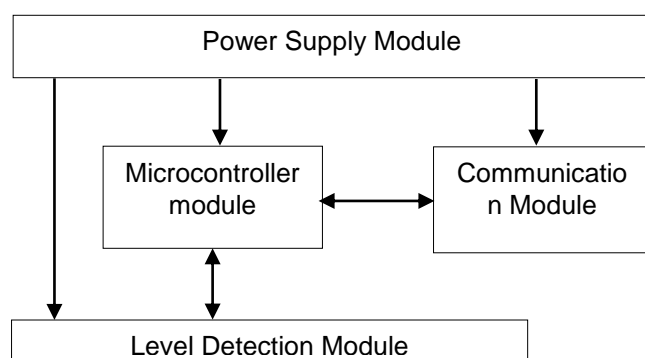 Power Supply Module
Microcontroller
module
Communicatio
n Module
Level Detection Module